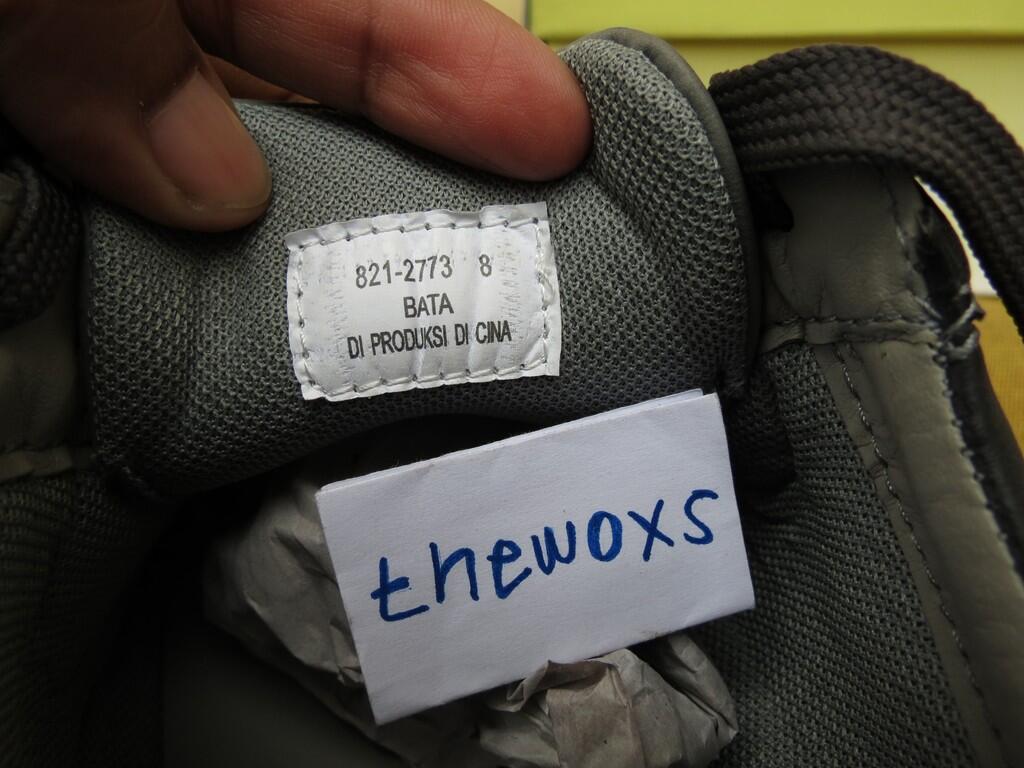 821-2773 8
BATA
DI PRODUKSI DI CINA
thewoxs